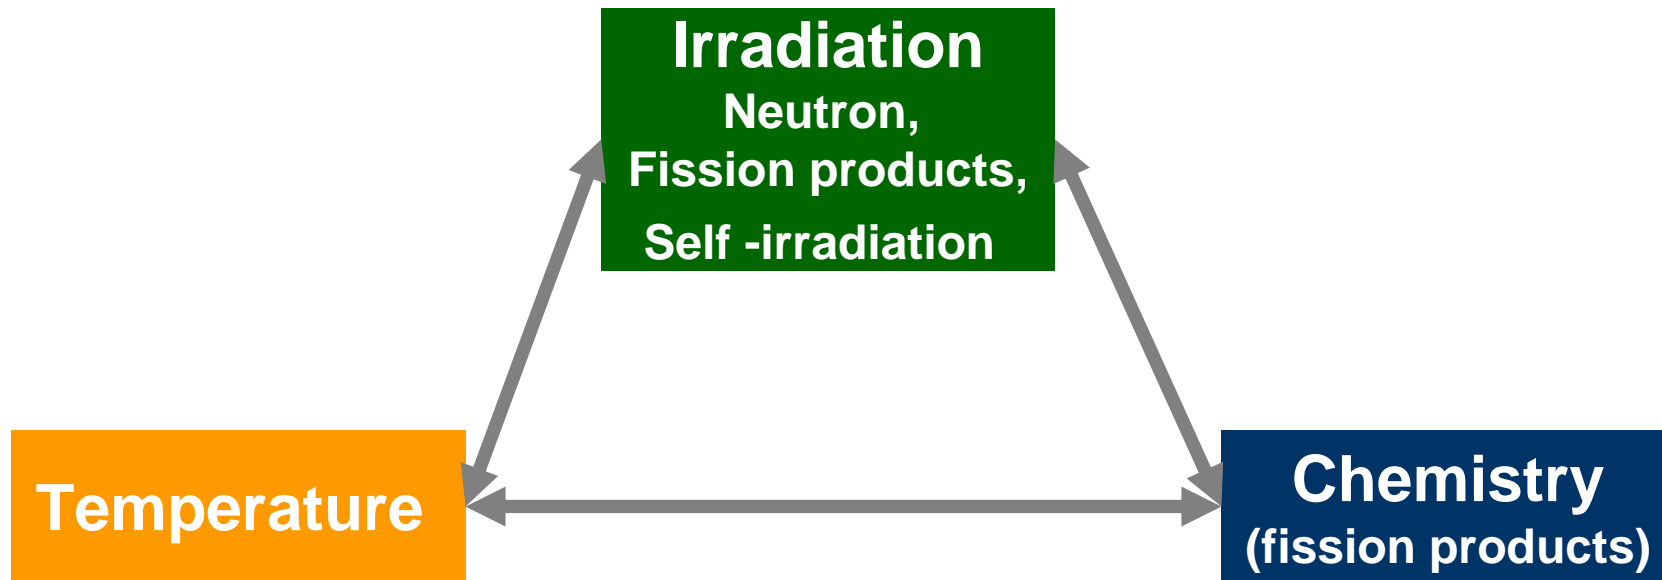 Irradiation
Neutron,
Fission products,
Self -irradiation
Temperature
Chemistry
(fission products)